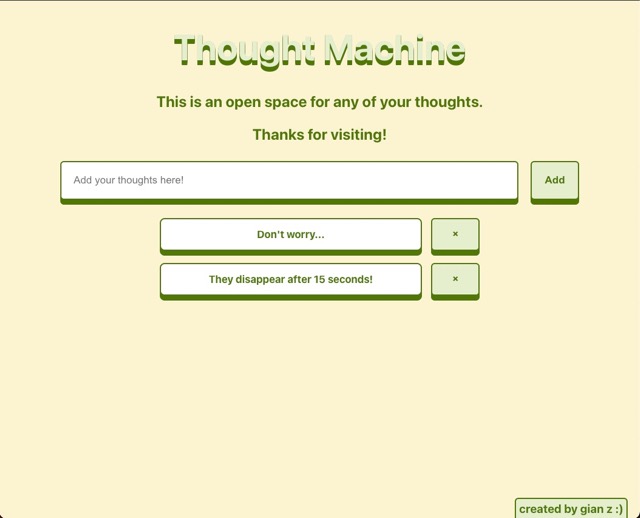 Thought Machine
This is an open space for any of your thoughts.
Thanks for visiting!
Add your thoughts here!
Add
Don't worry...
×
They disappear after 15 seconds!
×
created by gian z :)